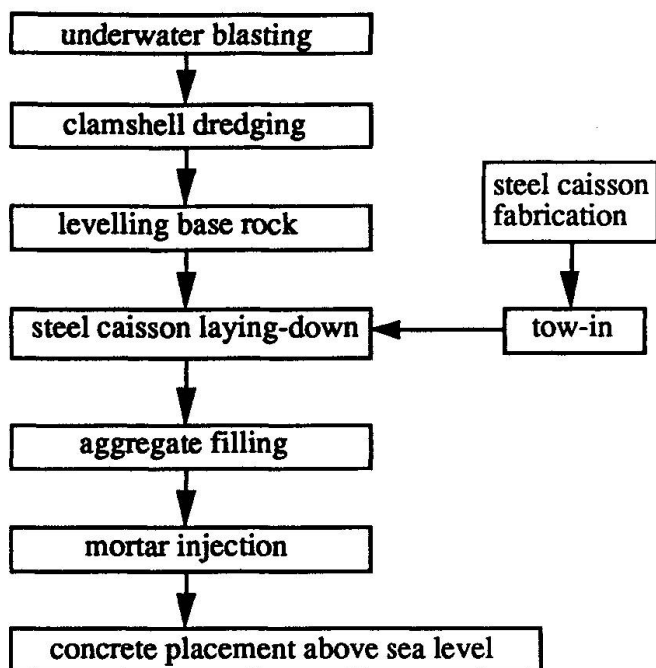 underwater blasting
clamshell dredging
levelling base rock
steel caisson
fabrication
steel caisson laying-down
tow-in
aggregate filling
mortar injection
concrete placement above sea level